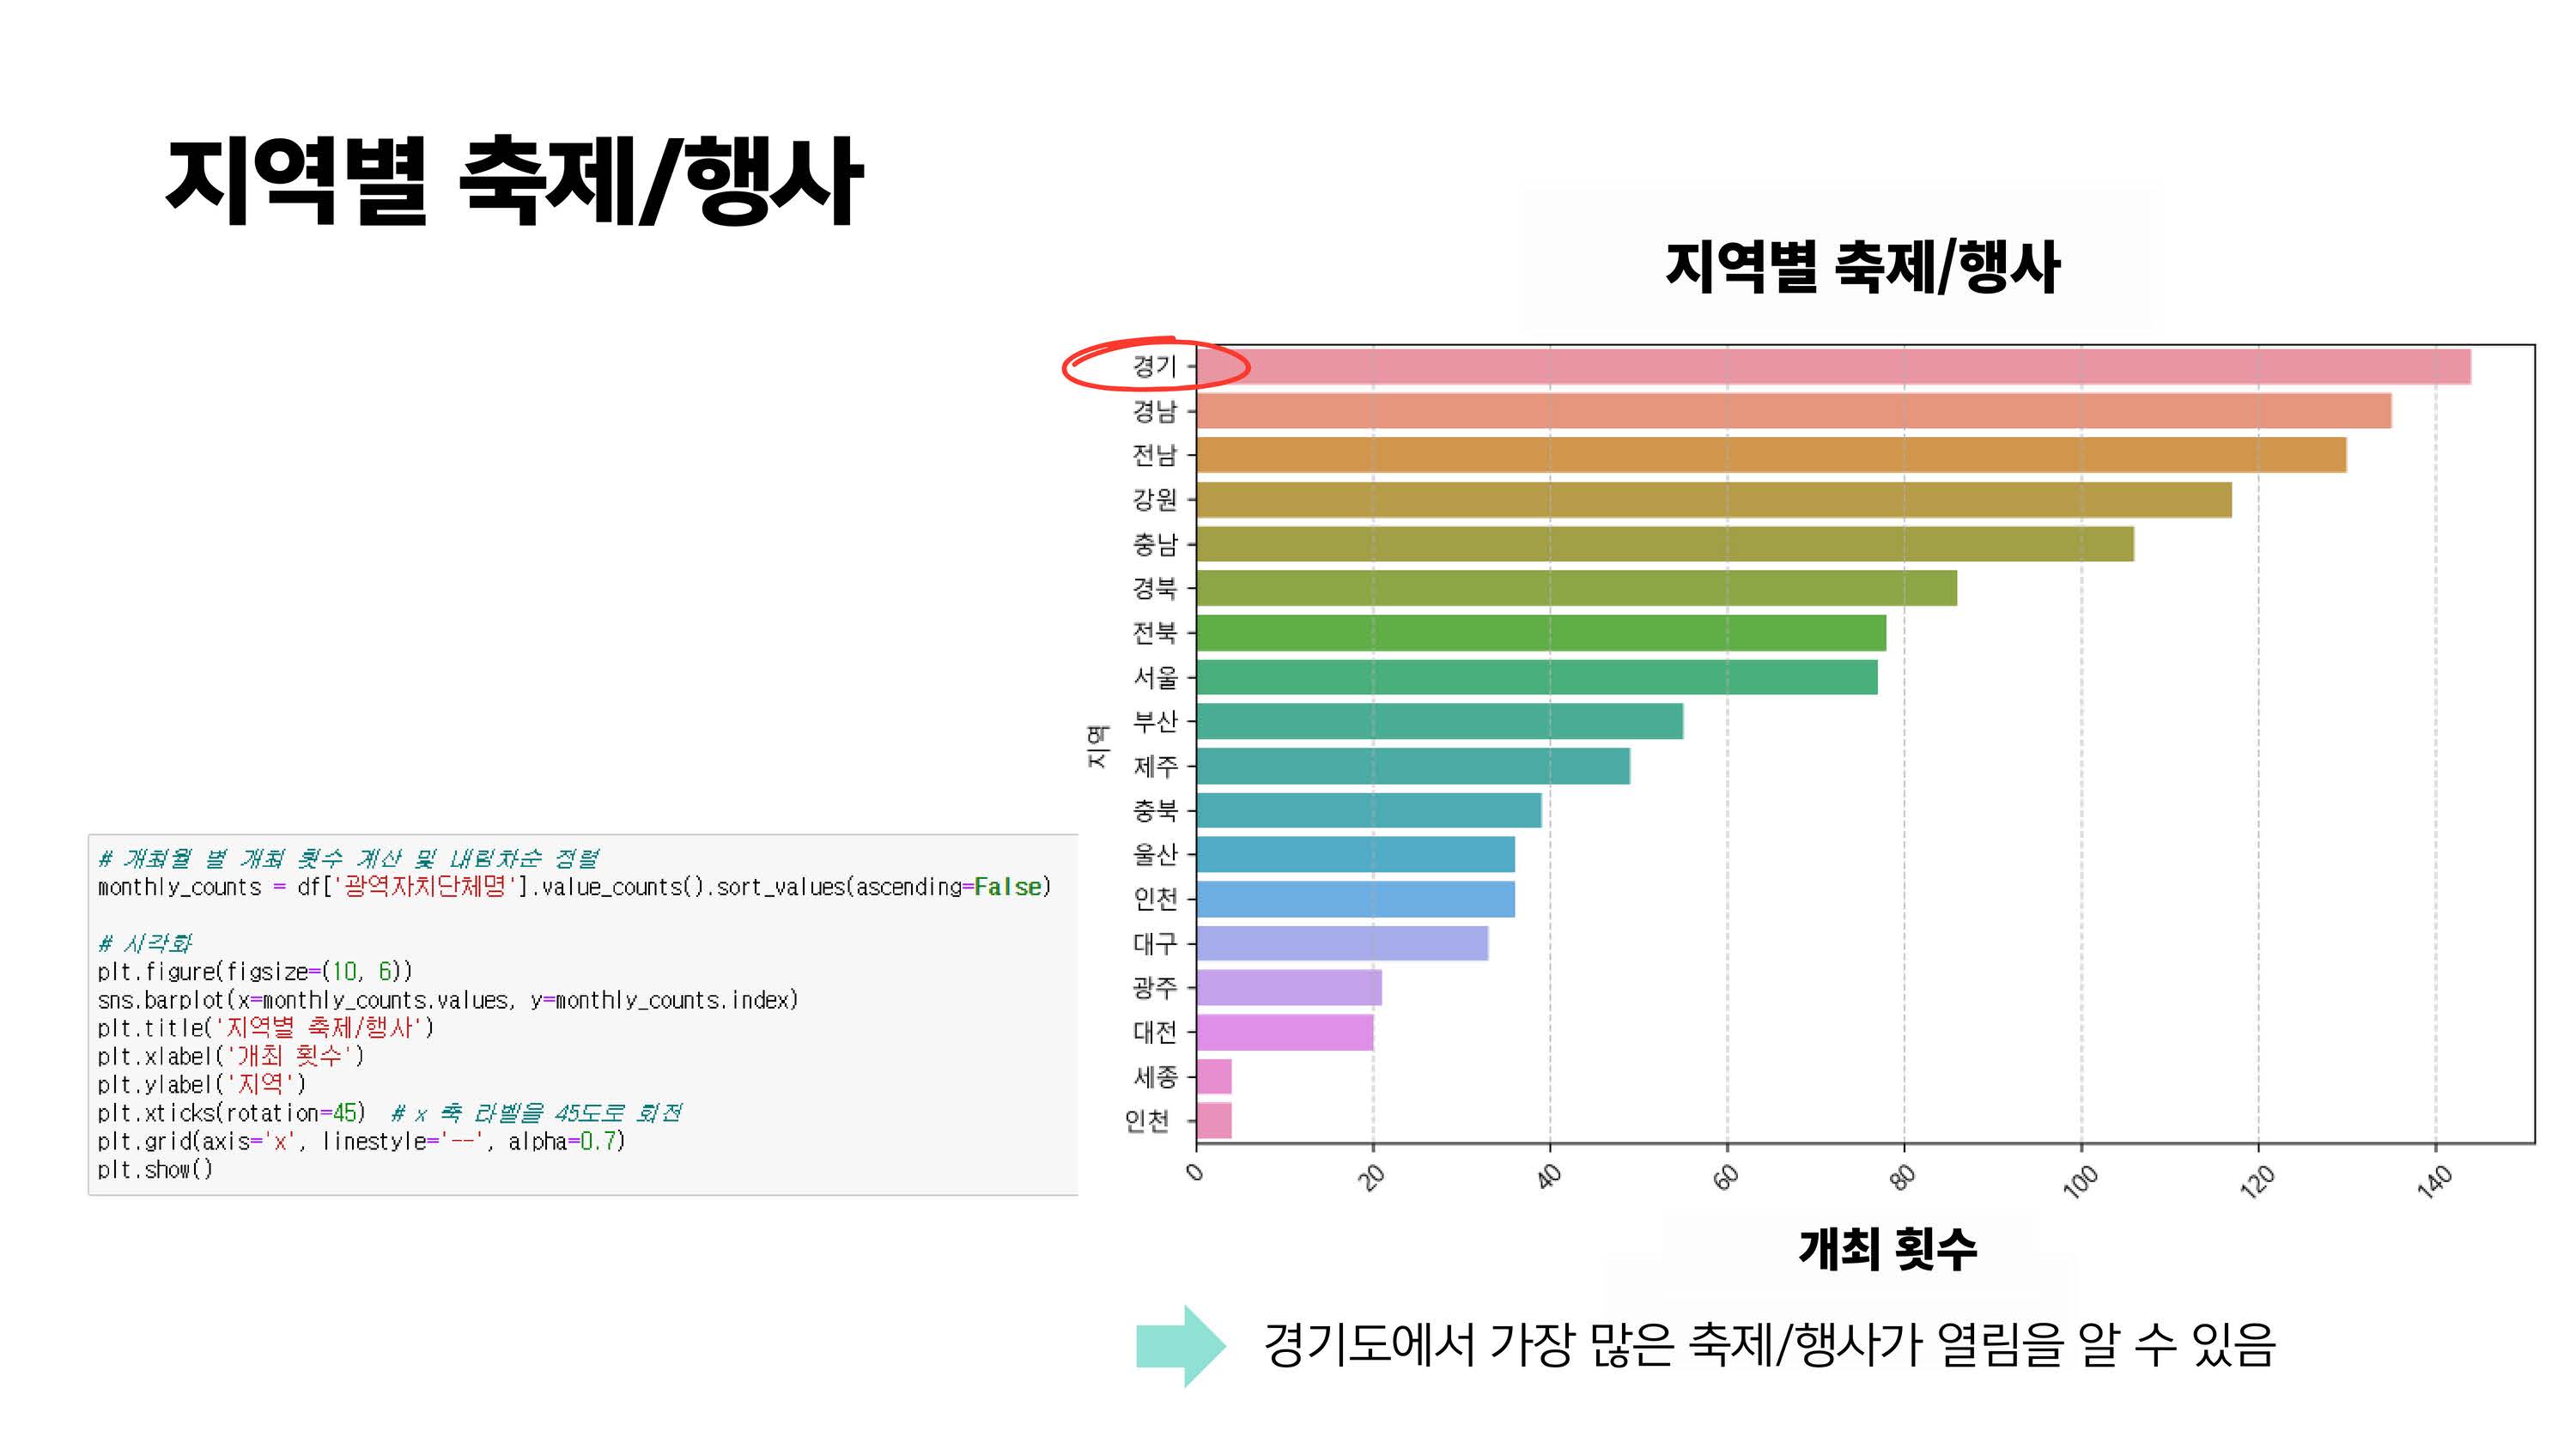 지역별 축제/행사
# 개최월 별 개최 횟수 계산 및 내림차순 정렬
monthly_counts = df['광역자치단체명'].value_counts().sort_values(ascending=False)
# 시각화
plt.figure(figsize=(10, 6))
sns.barplot(x=monthly_counts.values, y=monthly_counts.index)
plt.title('지역별 축제/행사')
plt.xlabel('개최 횟수')
plt.ylabel('지역')
plt.xticks(rotation=45)  # x 축 라벨을 45도로 회전
plt.grid(axis='x', linestyle='--', alpha=0.7)
plt.show()
지역별 축제/행사
지역
경기
경남
전남
강원
충남
경북
전북
서울
부산
제주
충북
울산
인천
대구
광주
대전
세종
인천
0 20 40 60 80 100 120 140
개최 횟수
경기도에서 가장 많은 축제/행사가 열림을 알 수 있음